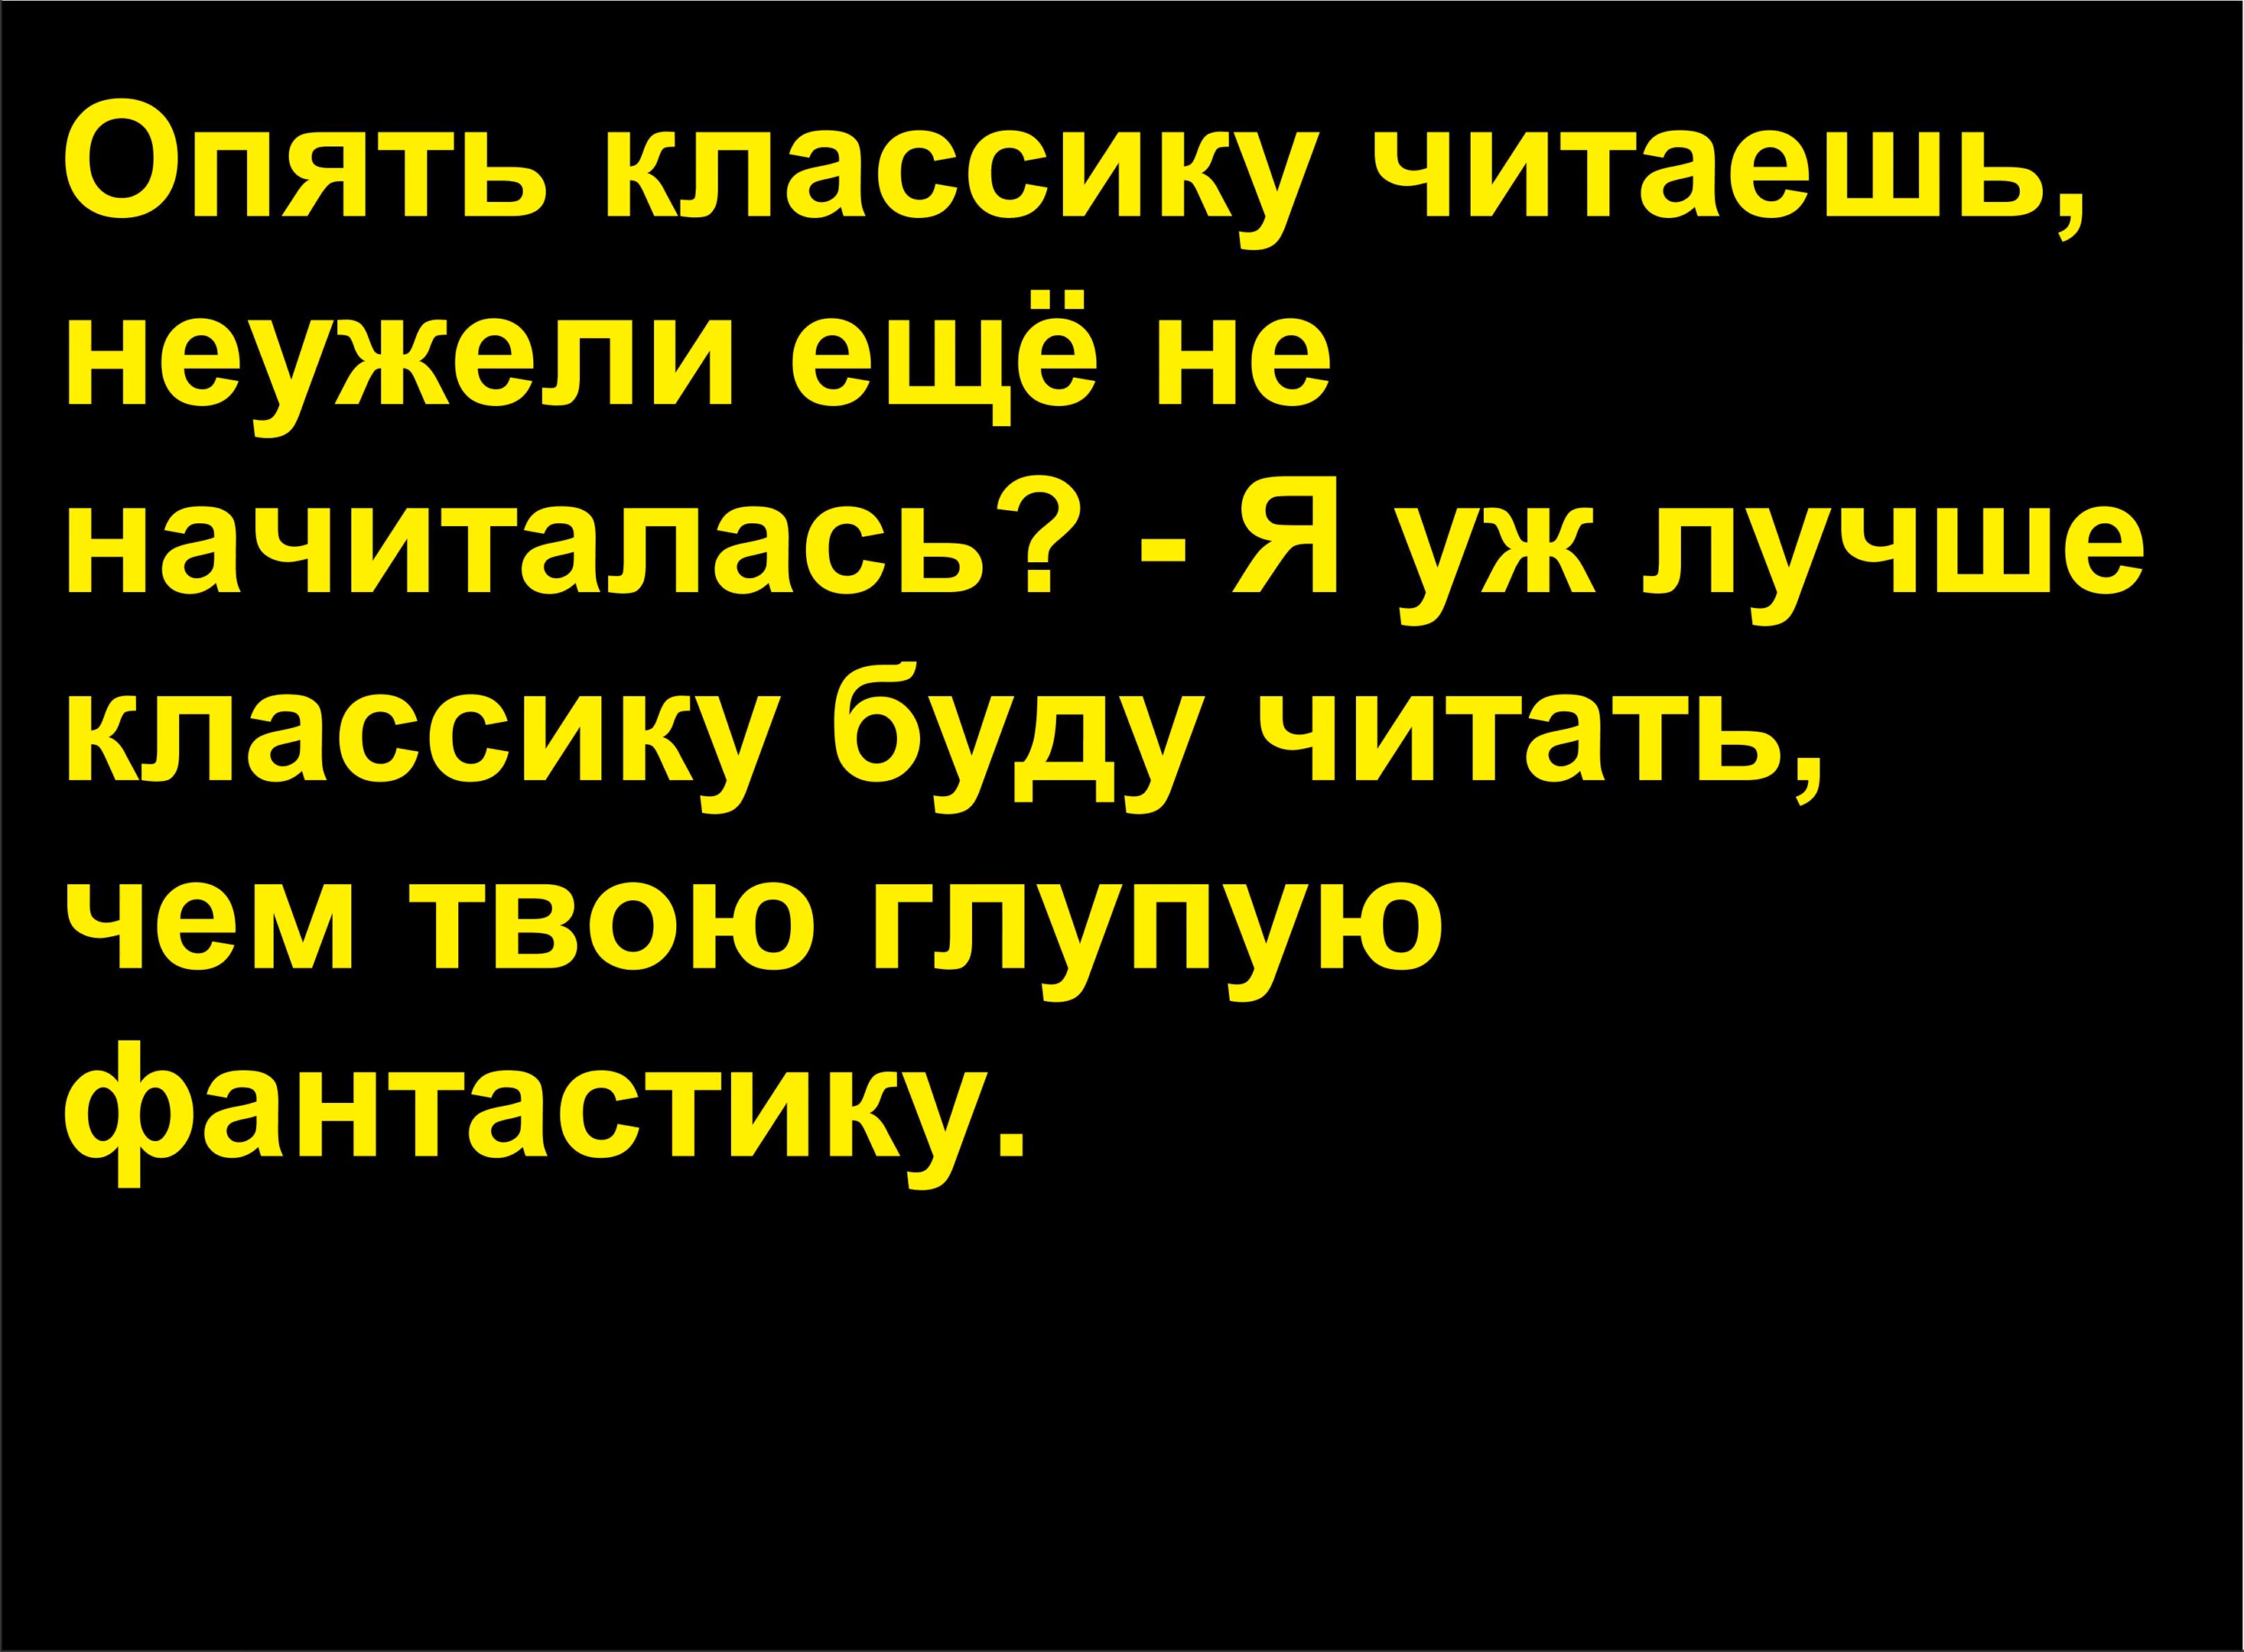 Опять классику читаешь,
неужели ещё не
начиталась? - Я уж лучше
классику буду читать,
чем твою глупую
фантастику.